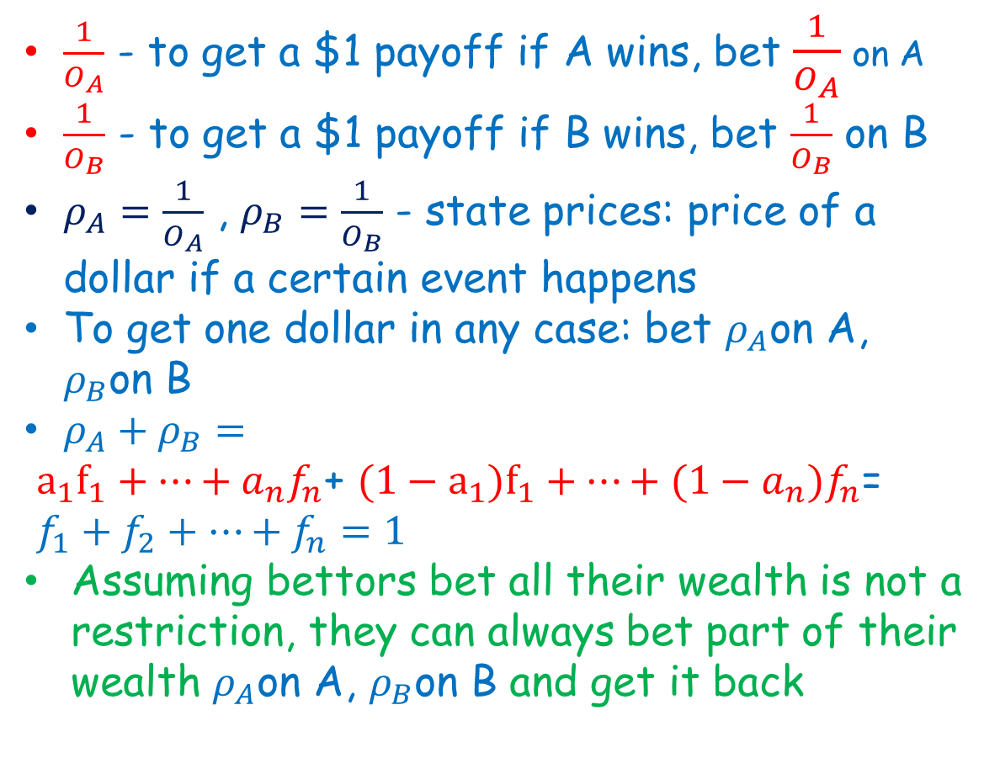 • 1/O_A - to get a $1 payoff if A wins, bet 1/O_A on A
• 1/O_B - to get a $1 payoff if B wins, bet 1/O_B on B
• ρ_A = 1/O_A , ρ_B = 1/O_B - state prices: price of a
dollar if a certain event happens
• To get one dollar in any case: bet ρ_A on A,
ρ_B on B
• ρ_A + ρ_B =
a₁f₁ + ⋯ + aₙfₙ+ (1 − a₁)f₁ + ⋯ + (1 − aₙ)fₙ=
f₁ + f₂ + ⋯ + fₙ = 1
• Assuming bettors bet all their wealth is not a
restriction, they can always bet part of their
wealth ρ_A on A, ρ_B on B and get it back